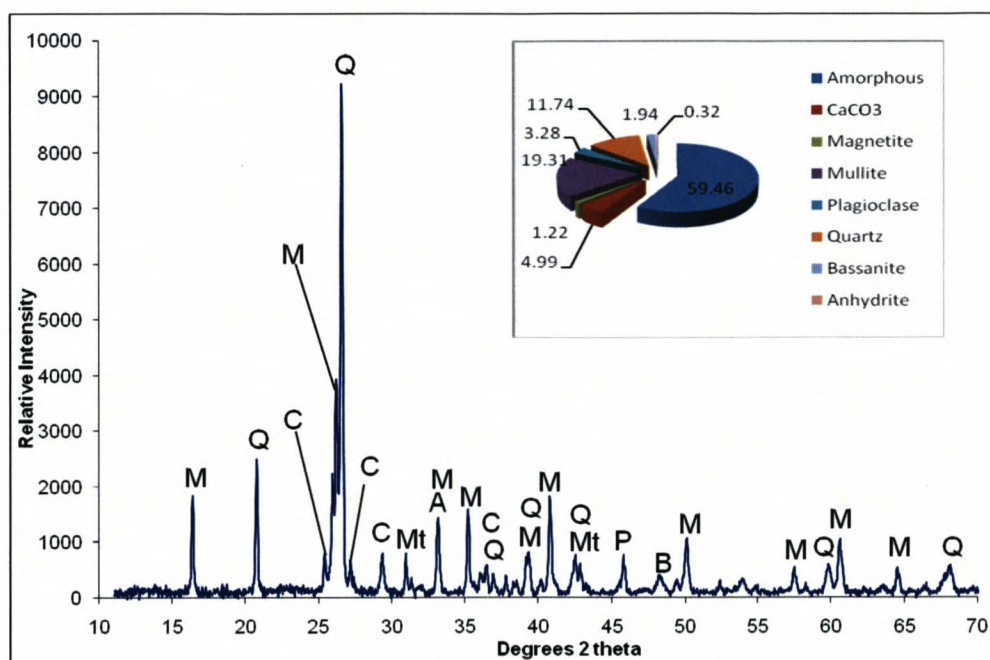 10000
9000
8000
7000
6000
5000
4000
3000
2000
1000
0
Relative Intensity
10 15 20 25 30 35 40 45 50 55 60 65 70
Degrees 2 theta
M
Q
C
M
Q
C
C
Mt
M
A
M
C
Q
Q
M
M
Q
Mt
P
B
M
M
Q
M
M
Q
11.74
3.28
19.31
1.22
4.99
1.94
0.32
59.46
Amorphous
CaCO3
Magnetite
Mullite
Plagioclase
Quartz
Bassanite
Anhydrite